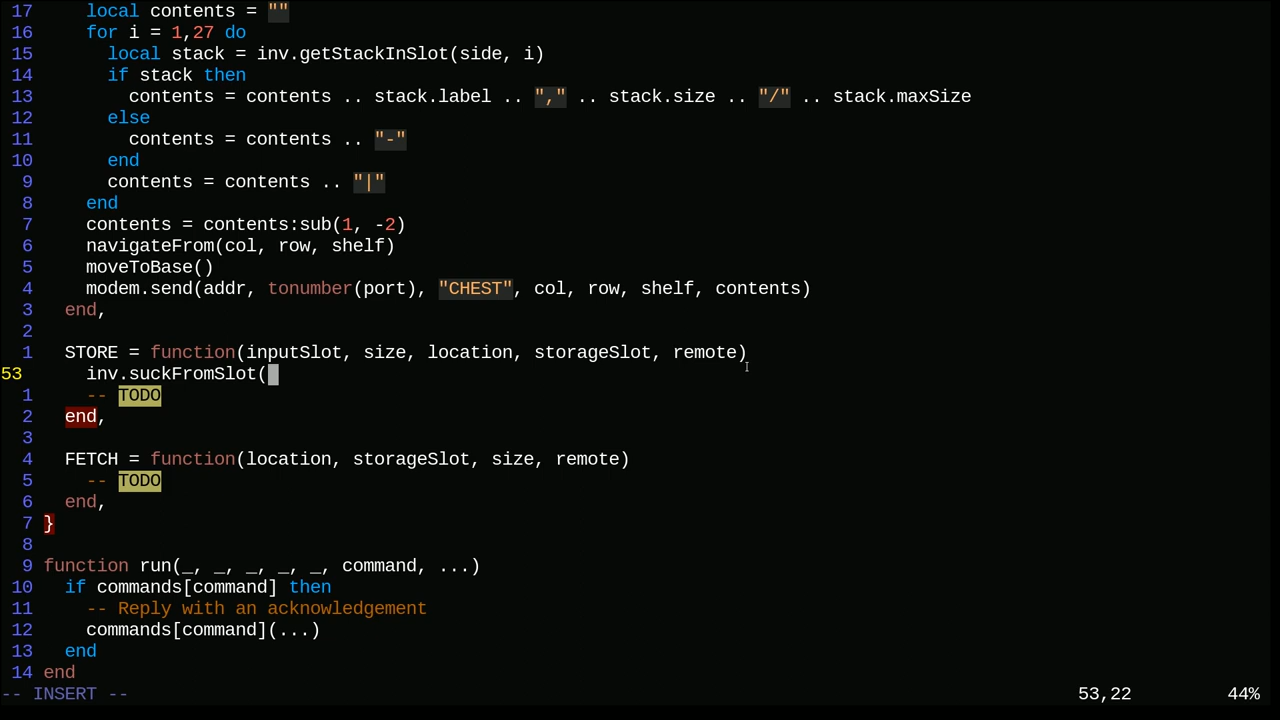 17     local contents = ""
16     for i = 1,27 do
15       local stack = inv.getStackInSlot(side, i)
14       if stack then
13         contents = contents .. stack.label .. "," .. stack.size .. "/" .. stack.maxSize
12       else
11         contents = contents .. "-"
10       end
 9       contents = contents .. "|"
 8     end
 7     contents = contents:sub(1, -2)
 6     navigateFrom(col, row, shelf)
 5     moveToBase()
 4     modem.send(addr, tonumber(port), "CHEST", col, row, shelf, contents)
 3   end,
 2
 1   STORE = function(inputSlot, size, location, storageSlot, remote)
53     inv.suckFromSlot(
 1     -- TODO
 2   end,
 3
 4   FETCH = function(location, storageSlot, size, remote)
 5     -- TODO
 6   end,
 7 }
 8
 9 function run(_, _, _, _, _, command, ...)
10   if commands[command] then
11     -- Reply with an acknowledgement
12     commands[command](...)
13   end
14 end
-- INSERT -- 53,22 44%